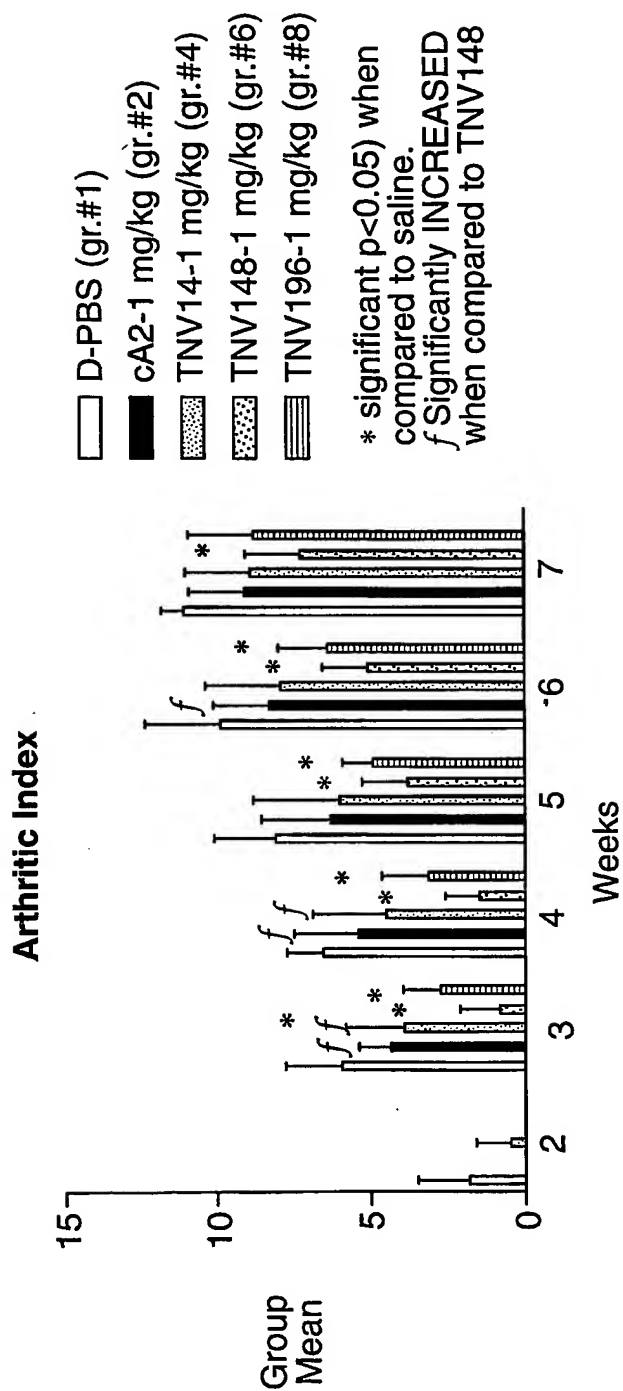 Arthritic Index
15
10
5
0
Group
Mean
2
3
4
5
-6
7
Weeks
* * *
* *
* *
* *
*
f f
f f
f
D-PBS (gr.#1)
cA2-1 mg/kg (gr.#2)
TNV14-1 mg/kg (gr.#4)
TNV148-1 mg/kg (gr.#6)
TNV196-1 mg/kg (gr.#8)
* significant p<0.05) when
compared to saline.
f Significantly INCREASED
when compared to TNV148